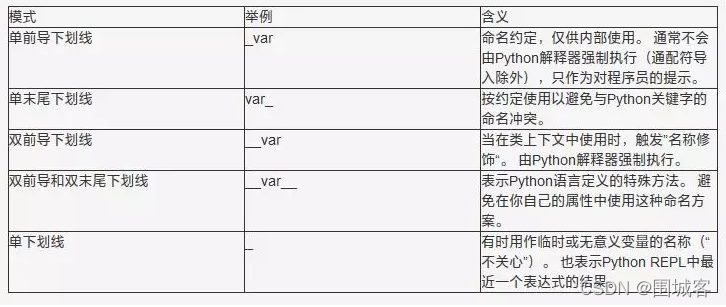 模式 举例 含义
单前导下划线 _var 命名约定，仅供内部使用。 通常不会
由Python解释器强制执行（通配符导
入除外），只作为对程序员的提示。
单末尾下划线 var_ 按约定使用以避免与Python关键字的
命名冲突。
双前导下划线 __var 当在类上下文中使用时，触发”名称修
饰“。 由Python解释器强制执行。
双前导和双末尾下划线 __var__ 表示Python语言定义的特殊方法。 避
免在你自己的属性中使用这种命名方
案。
单下划线 _ 有时用作临时或无意义变量的名称（“
不关心”）。 也表示Python REPL中最
近一个表达式的结果。
CSDN @围城客